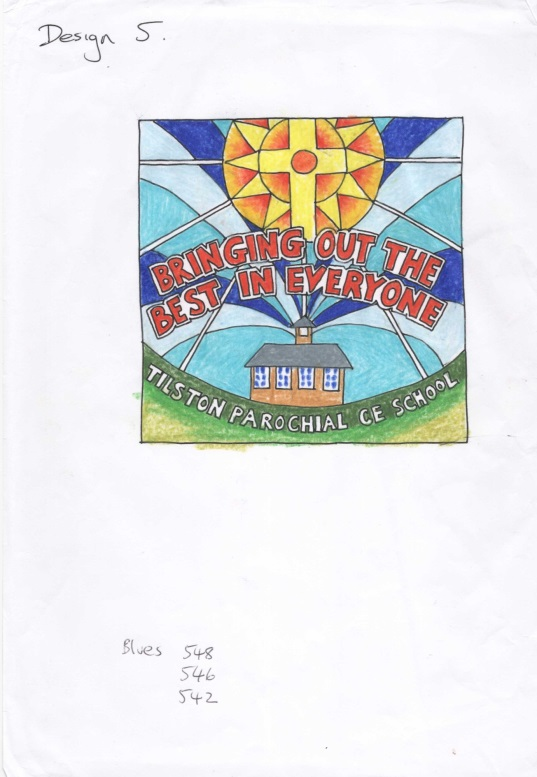 Design 5.
BRINGING OUT THE
BEST IN EVERYONE
TILSTON PAROCHIAL CE SCHOOL
Blues 548
546
542